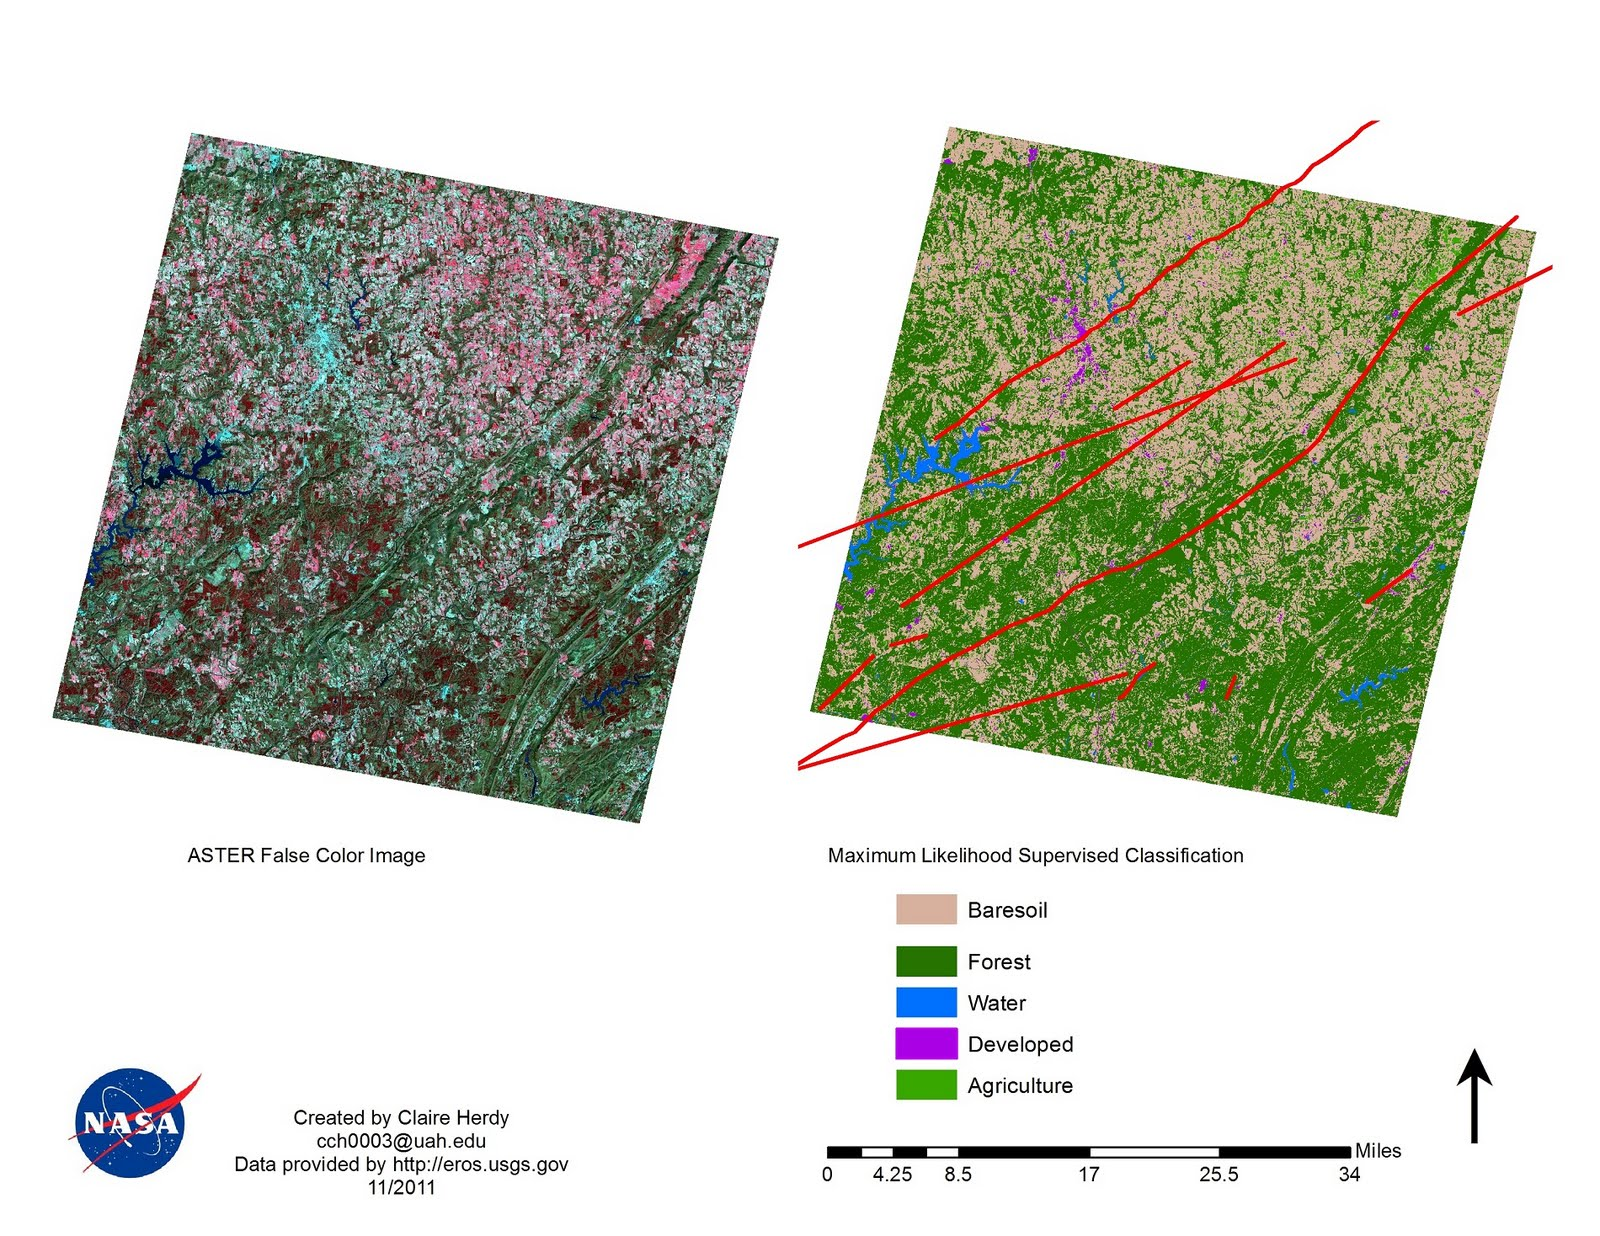 ASTER False Color Image
Maximum Likelihood Supervised Classification
Baresoil
Forest
Water
Developed
Agriculture
NASA
Created by Claire Herdy
cch0003@uah.edu
Data provided by http://eros.usgs.gov
11/2011
Miles
0 4.25 8.5 17 25.5 34